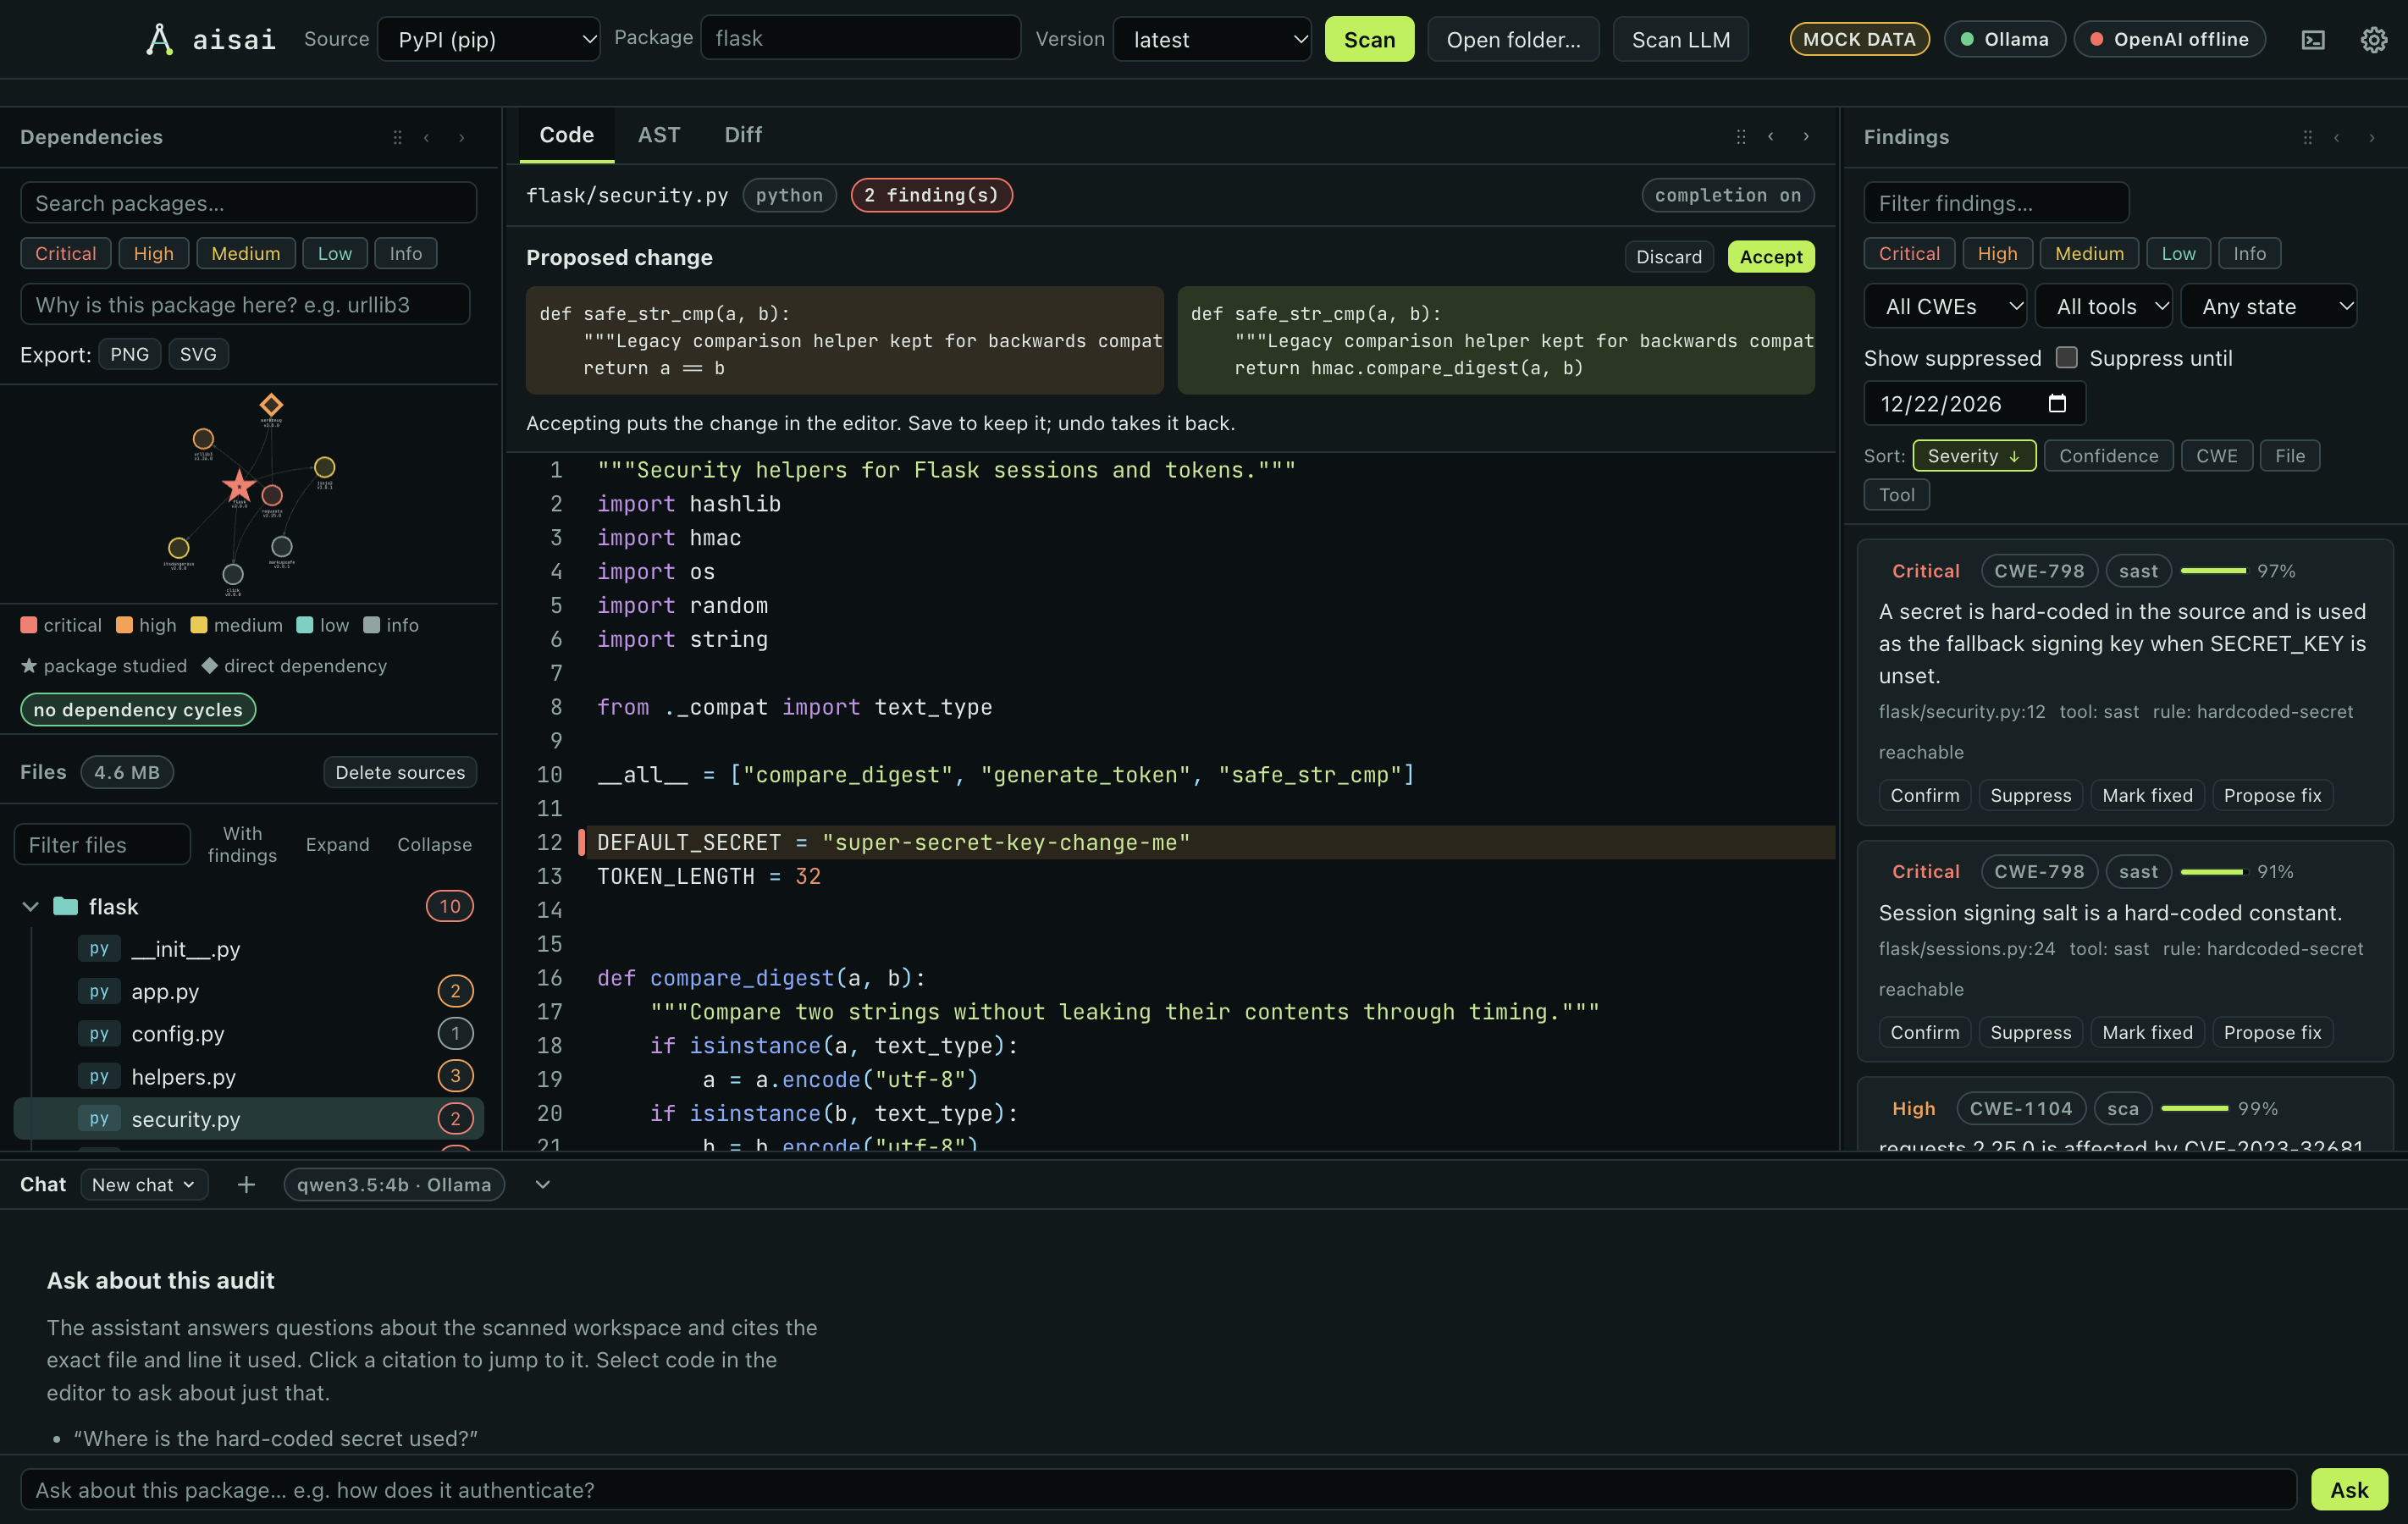 aisai Source PyPI (pip) Package flask Version latest Scan Open folder... Scan LLM MOCK DATA Ollama OpenAI offline
Dependencies
Search packages...
Critical High Medium Low Info
Why is this package here? e.g. urllib3
Export: PNG SVG
critical high medium low info
package studied direct dependency
no dependency cycles
Files 4.6 MB Delete sources
Filter files With findings Expand Collapse
flask 10
py __init__.py
py app.py 2
py config.py 1
py helpers.py 3
py security.py 2
Code AST Diff
flask/security.py python 2 finding(s) completion on
Proposed change Discard Accept
def safe_str_cmp(a, b):
"""Legacy comparison helper kept for backwards compat
return a == b
def safe_str_cmp(a, b):
"""Legacy comparison helper kept for backwards compat
return hmac.compare_digest(a, b)
Accepting puts the change in the editor. Save to keep it; undo takes it back.
1 """Security helpers for Flask sessions and tokens."""
2 import hashlib
3 import hmac
4 import os
5 import random
6 import string
7
8 from ._compat import text_type
9
10 __all__ = ["compare_digest", "generate_token", "safe_str_cmp"]
11
12 DEFAULT_SECRET = "super-secret-key-change-me"
13 TOKEN_LENGTH = 32
14
15
16 def compare_digest(a, b):
17 """Compare two strings without leaking their contents through timing."""
18 if isinstance(a, text_type):
19 a = a.encode("utf-8")
20 if isinstance(b, text_type):
21 b = b.encode("utf-8")
Findings
Filter findings...
Critical High Medium Low Info
All CWEs All tools Any state
Show suppressed Suppress until
12/22/2026
Sort: Severity ↓ Confidence CWE File
Tool
Critical CWE-798 sast 97%
A secret is hard-coded in the source and is used
as the fallback signing key when SECRET_KEY is
unset.
flask/security.py:12 tool: sast rule: hardcoded-secret
reachable
Confirm Suppress Mark fixed Propose fix
Critical CWE-798 sast 91%
Session signing salt is a hard-coded constant.
flask/sessions.py:24 tool: sast rule: hardcoded-secret
reachable
Confirm Suppress Mark fixed Propose fix
High CWE-1104 sca 99%
requests 2.25.0 is affected by CVE-2023-32681
Chat New chat + qwen3.5:4b · Ollama
Ask about this audit
The assistant answers questions about the scanned workspace and cites the
exact file and line it used. Click a citation to jump to it. Select code in the
editor to ask about just that.
• “Where is the hard-coded secret used?”
Ask about this package... e.g. how does it authenticate? Ask